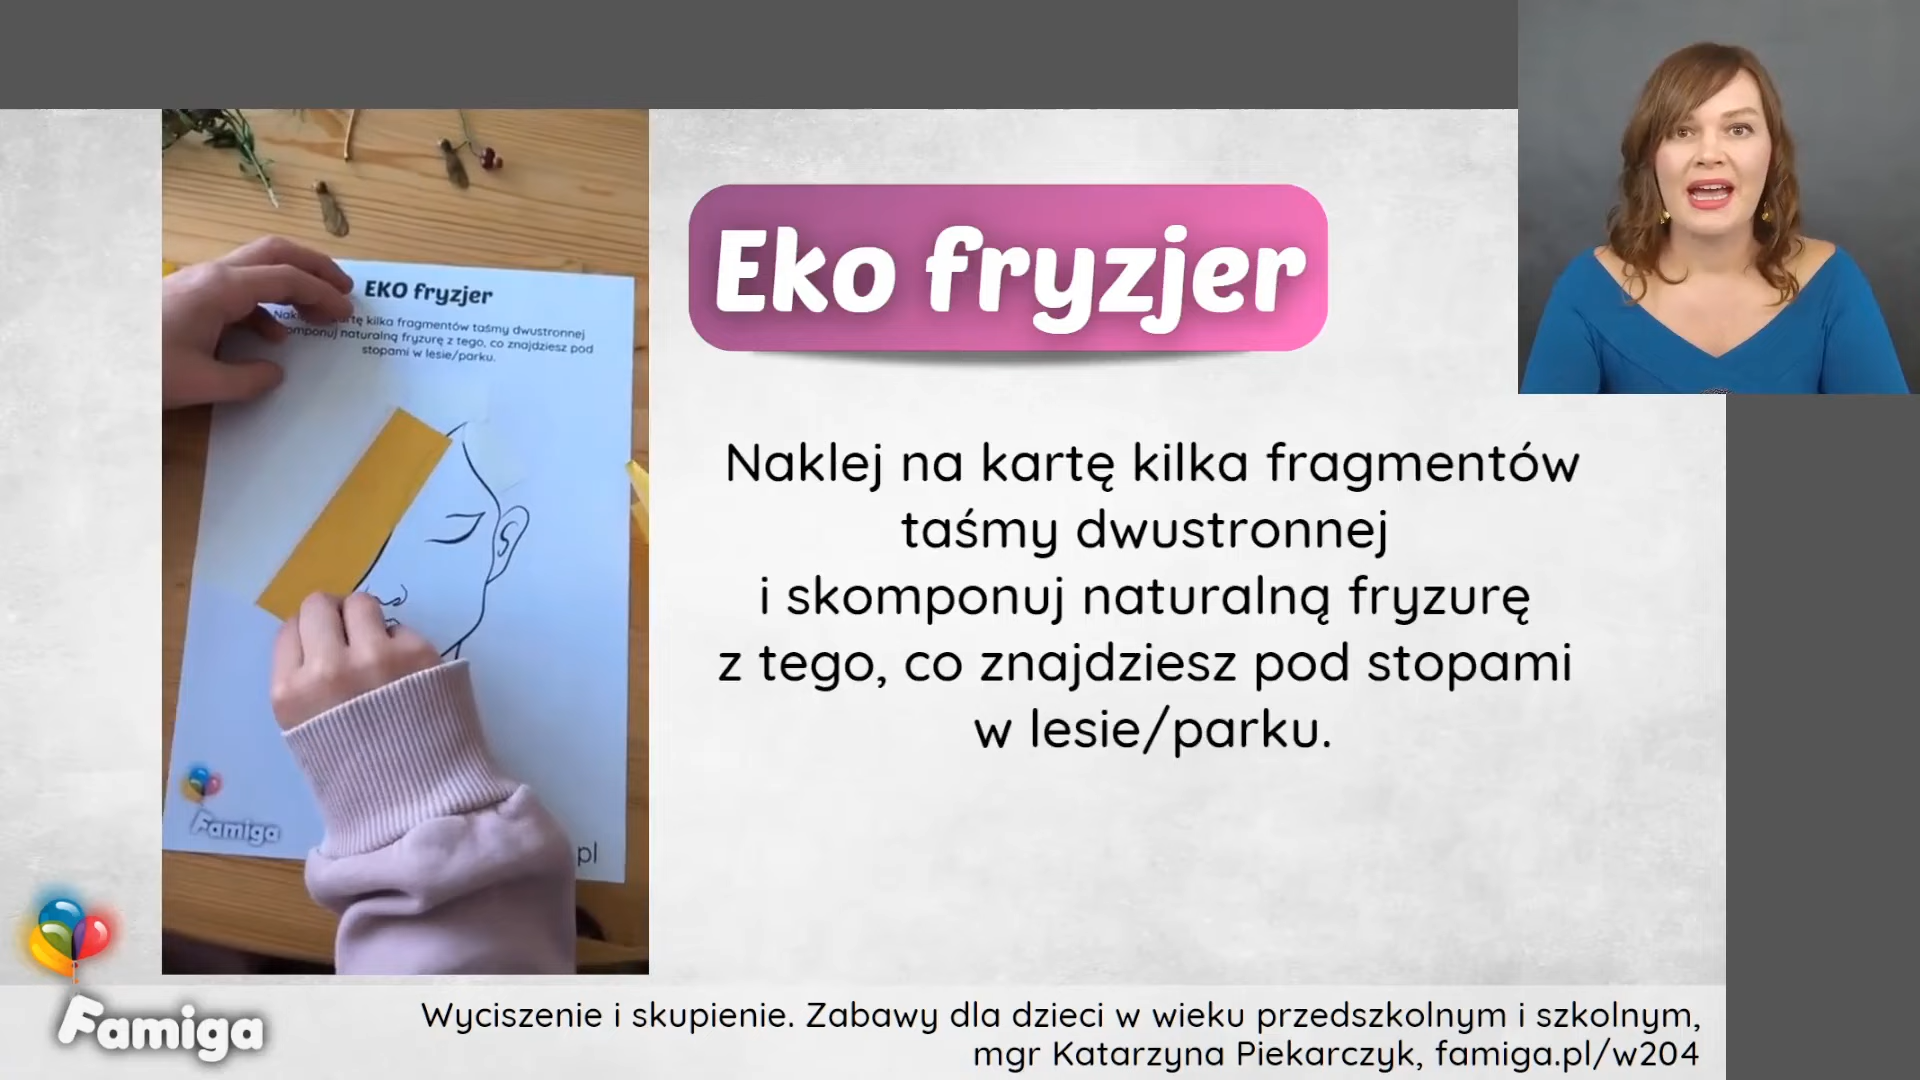 Eko fryzjer
Naklej na kartę kilka fragmentów
taśmy dwustronnej
i skomponuj naturalną fryzurę
z tego, co znajdziesz pod stopami
w lesie/parku.
EKO fryzjer
kilka fragmentów taśmy dwustronnej
naturalną fryzurę z tego, co znajdziesz pod
stopami w lesie/parku.
Famiga
pl
Famiga
Wyciszenie i skupienie. Zabawy dla dzieci w wieku przedszkolnym i szkolnym,
mgr Katarzyna Piekarczyk, famiga.pl/w204